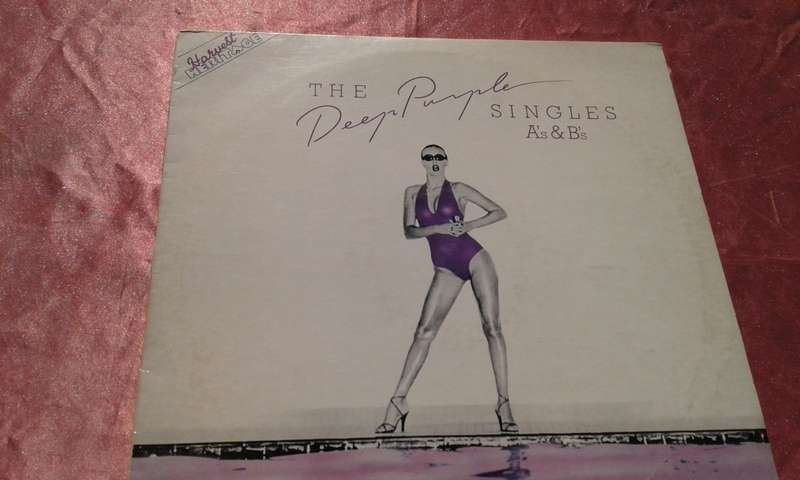 Harvest
HERITAGE
THE Deep Purple SINGLES
A's & B's